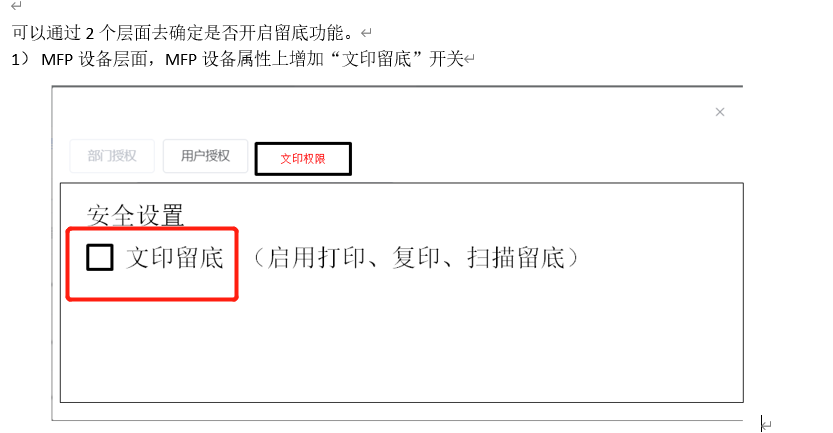 可以通过 2 个层面去确定是否开启留底功能。
1） MFP 设备层面，MFP 设备属性上增加“文印留底”开关
部门授权 用户授权 文印权限
安全设置
文印留底 （启用打印、复印、扫描留底）